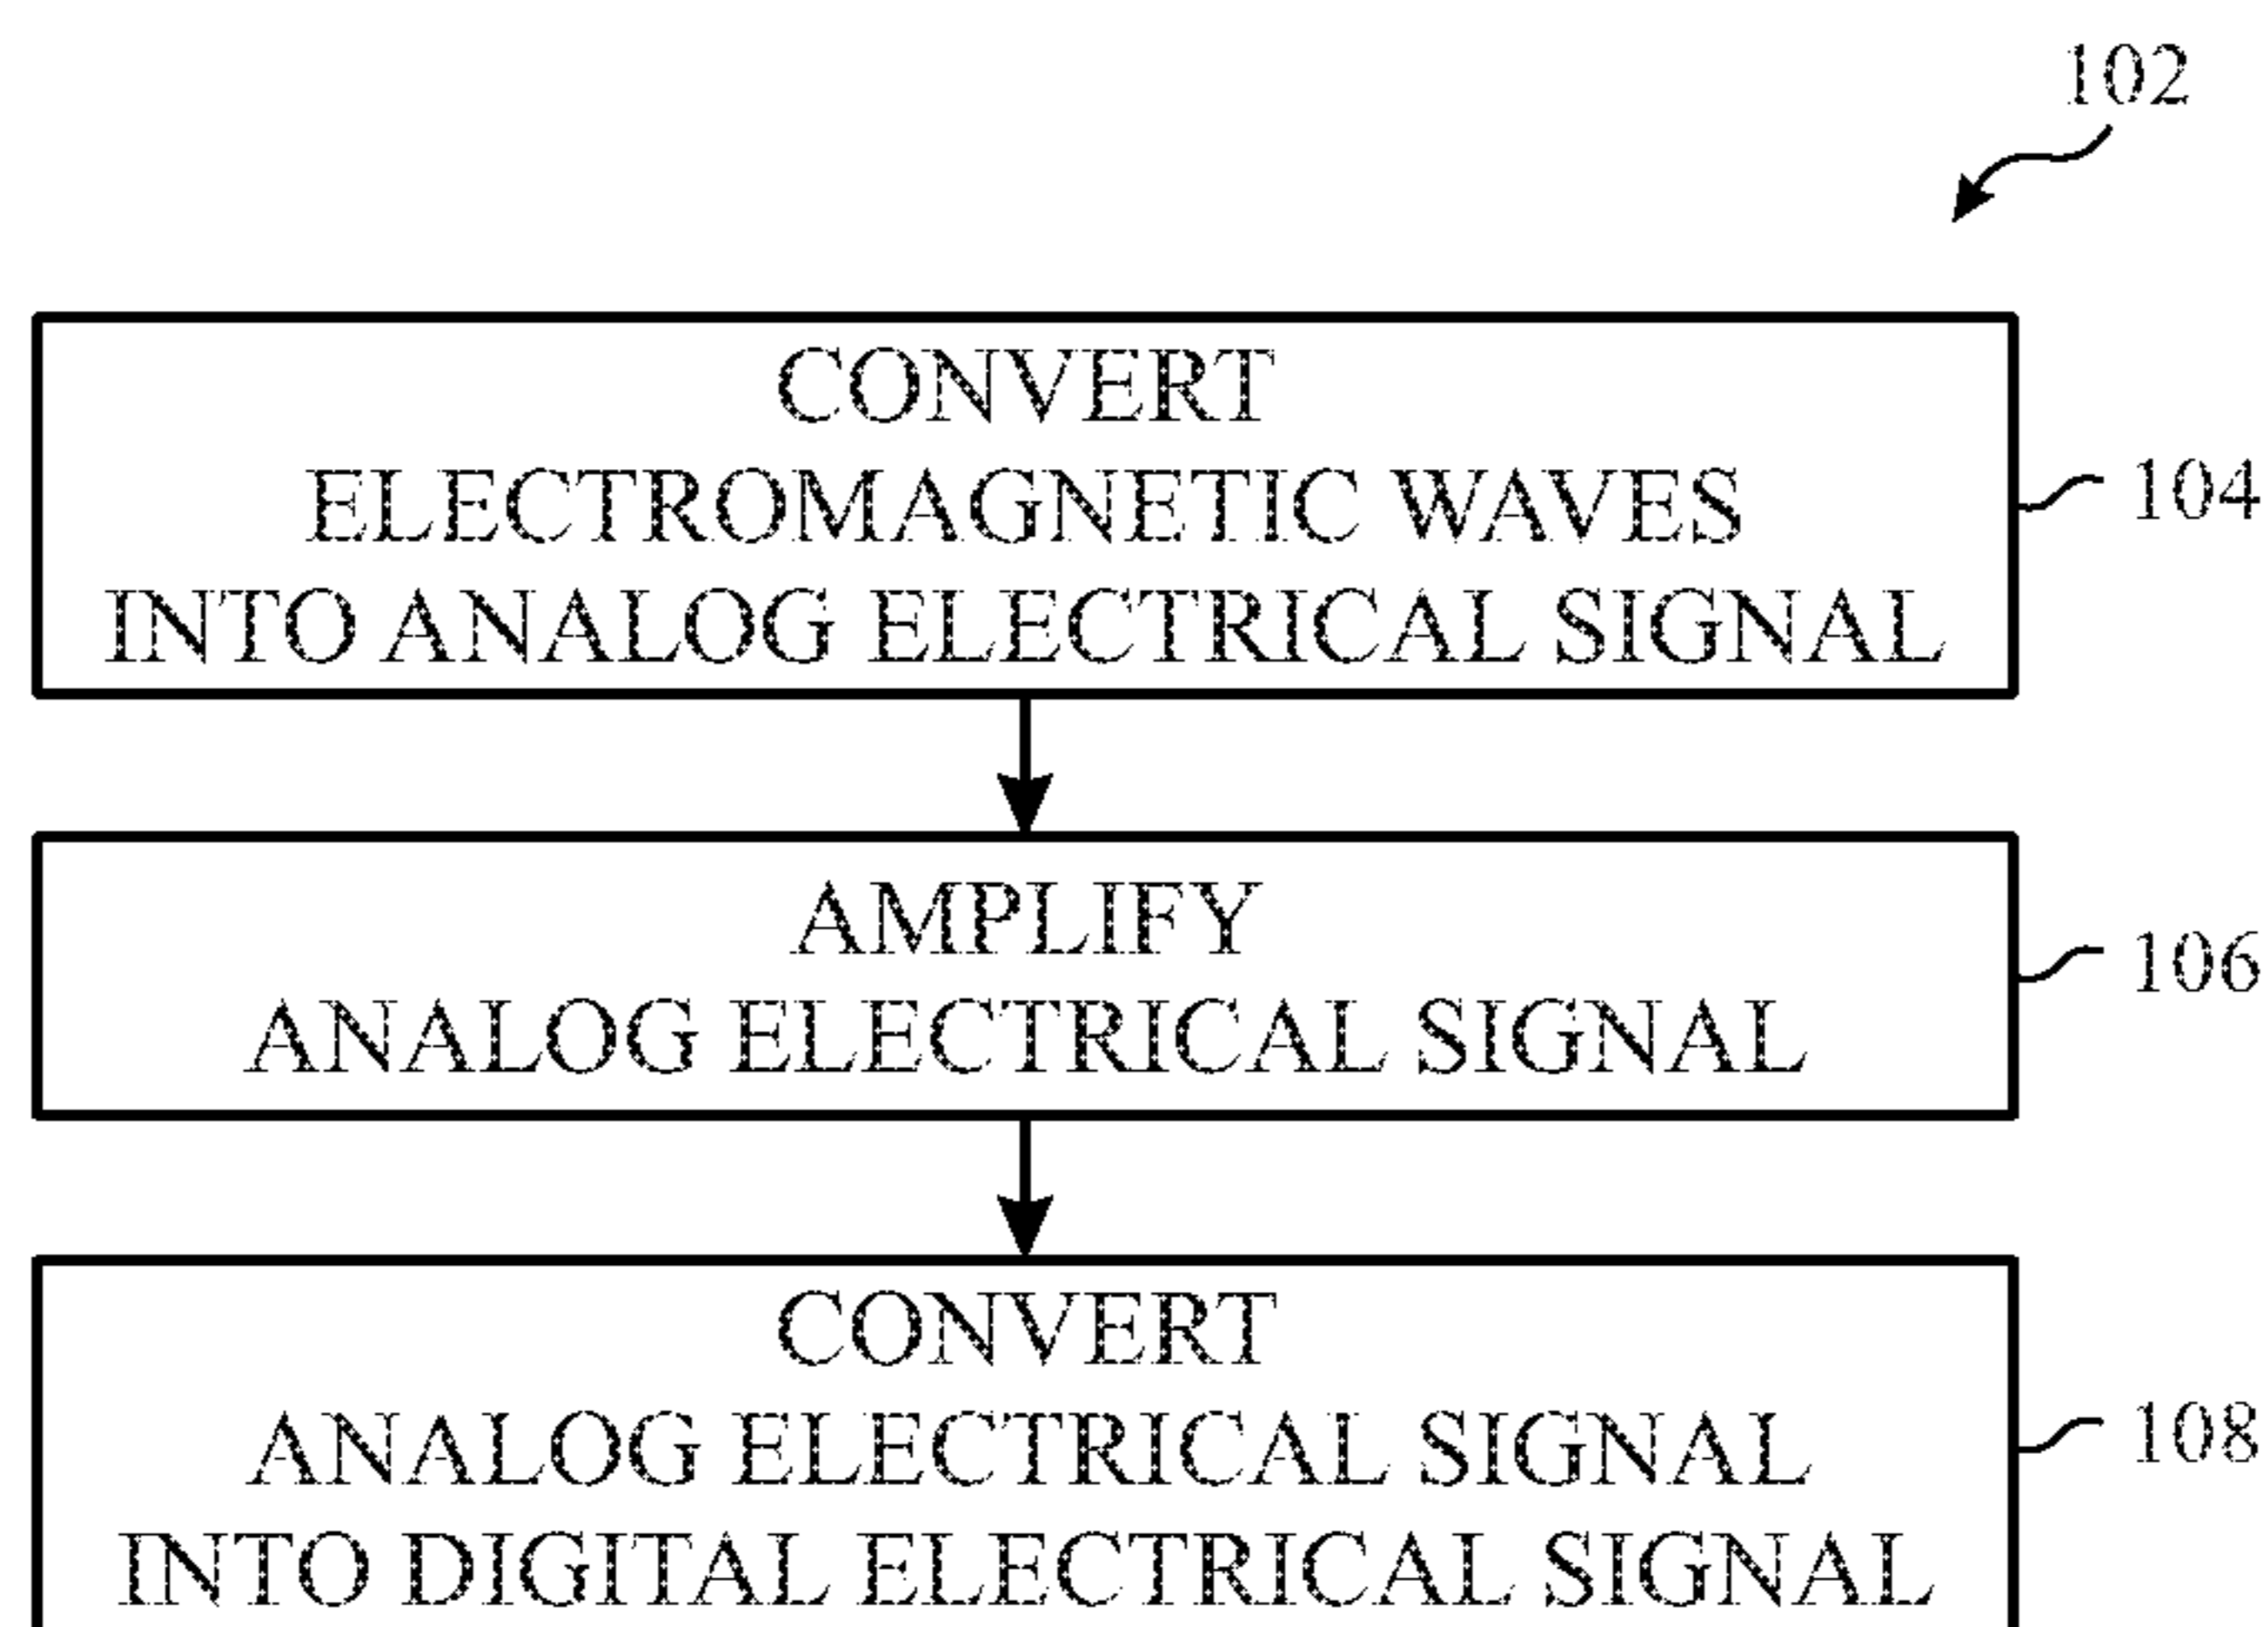 102
CONVERT
ELECTROMAGNETIC WAVES
INTO ANALOG ELECTRICAL SIGNAL
104
AMPLIFY
ANALOG ELECTRICAL SIGNAL
106
CONVERT
ANALOG ELECTRICAL SIGNAL
INTO DIGITAL ELECTRICAL SIGNAL
108